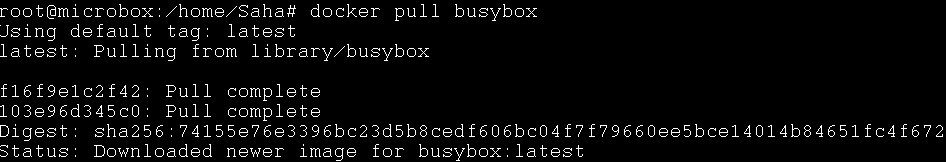 root@microbox:/home/Saha# docker pull busybox
Using default tag: latest
latest: Pulling from library/busybox
f16f9e1c2f42: Pull complete
103e96d345c0: Pull complete
Digest: sha256:74155e76e3396bc23d5b8cedf606bc04f7f79660ee5bce14014b84651fc4f672
Status: Downloaded newer image for busybox:latest